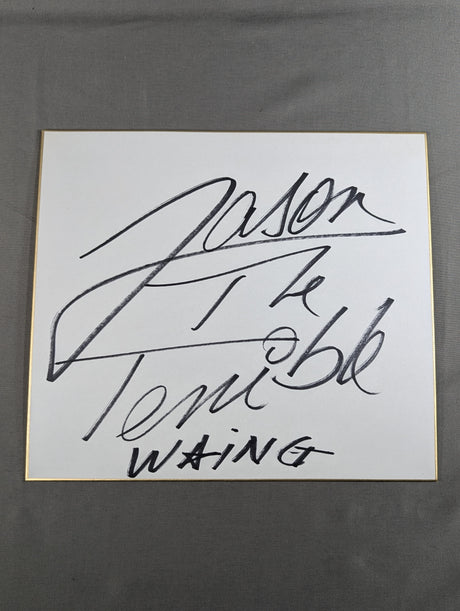 Jason
The
Terrible
WAiNG